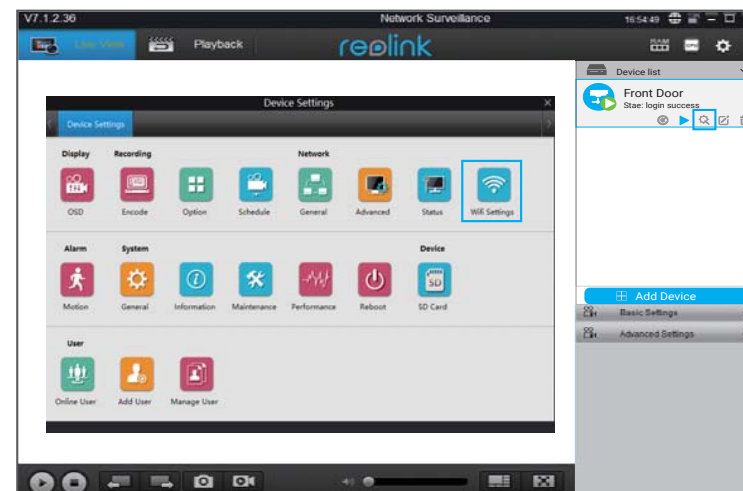 V7.1.2.36 Network Surveillance 16:54:49
Live View Playback reolink
Device list
Front Door
Stae: login success
Device Settings
Device Settings
Display Recording Network
OSD Encode Option Schedule General Advanced Status Wifi Settings
Alarm System Device
Motion General Information Maintenance Performance Reboot SD Card
User
Online User Add User Manage User
Add Device
Basic Settings
Advanced Settings